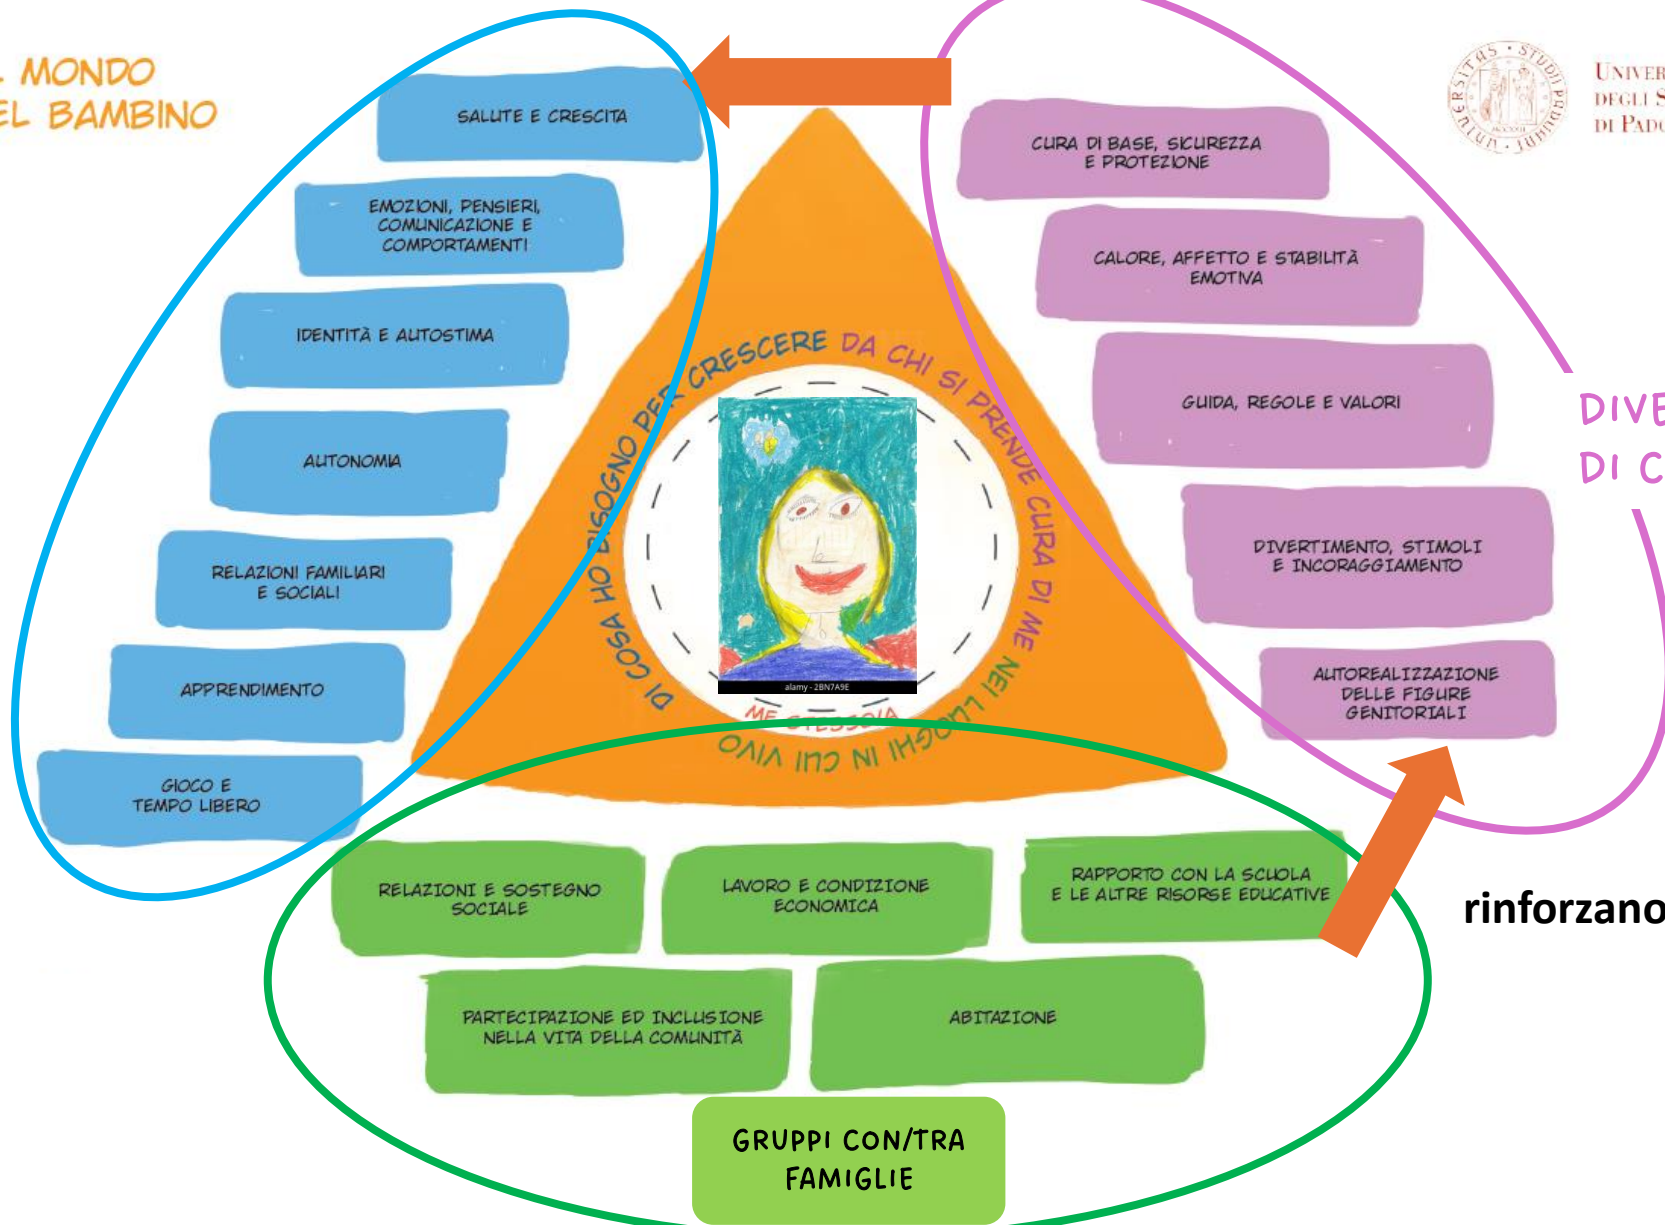 MONDO
BAMBINO
SALUTE E CRESCITA
EMOZIONI, PENSIERI,
COMUNICAZIONE E
COMPORTAMENTI
IDENTITÀ E AUTOSTIMA
AUTONOMIA
RELAZIONI FAMILIARI
E SOCIALI
APPRENDIMENTO
GIOCO E
TEMPO LIBERO
DI COSA HO BISOGNO PER CRESCERE
DA CHI SI PRENDE CURA DI ME
NEI LUOGHI IN CUI VIVO
ME STESSO/A
alamy - 2BN7A9E
CURA DI BASE, SICUREZZA
E PROTEZIONE
CALORE, AFFETTO E STABILITÀ
EMOTIVA
GUIDA, REGOLE E VALORI
DIVERTIMENTO, STIMOLI
E INCORAGGIAMENTO
AUTOREALIZZAZIONE
DELLE FIGURE
GENITORIALI
UNIVER
DEGLI S
DI PADO
DIVE
DI C
rinforzano
RELAZIONI E SOSTEGNO
SOCIALE
LAVORO E CONDIZIONE
ECONOMICA
RAPPORTO CON LA SCUOLA
E LE ALTRE RISORSE EDUCATIVE
PARTECIPAZIONE ED INCLUSIONE
NELLA VITA DELLA COMUNITÀ
ABITAZIONE
GRUPPI CON/TRA
FAMIGLIE